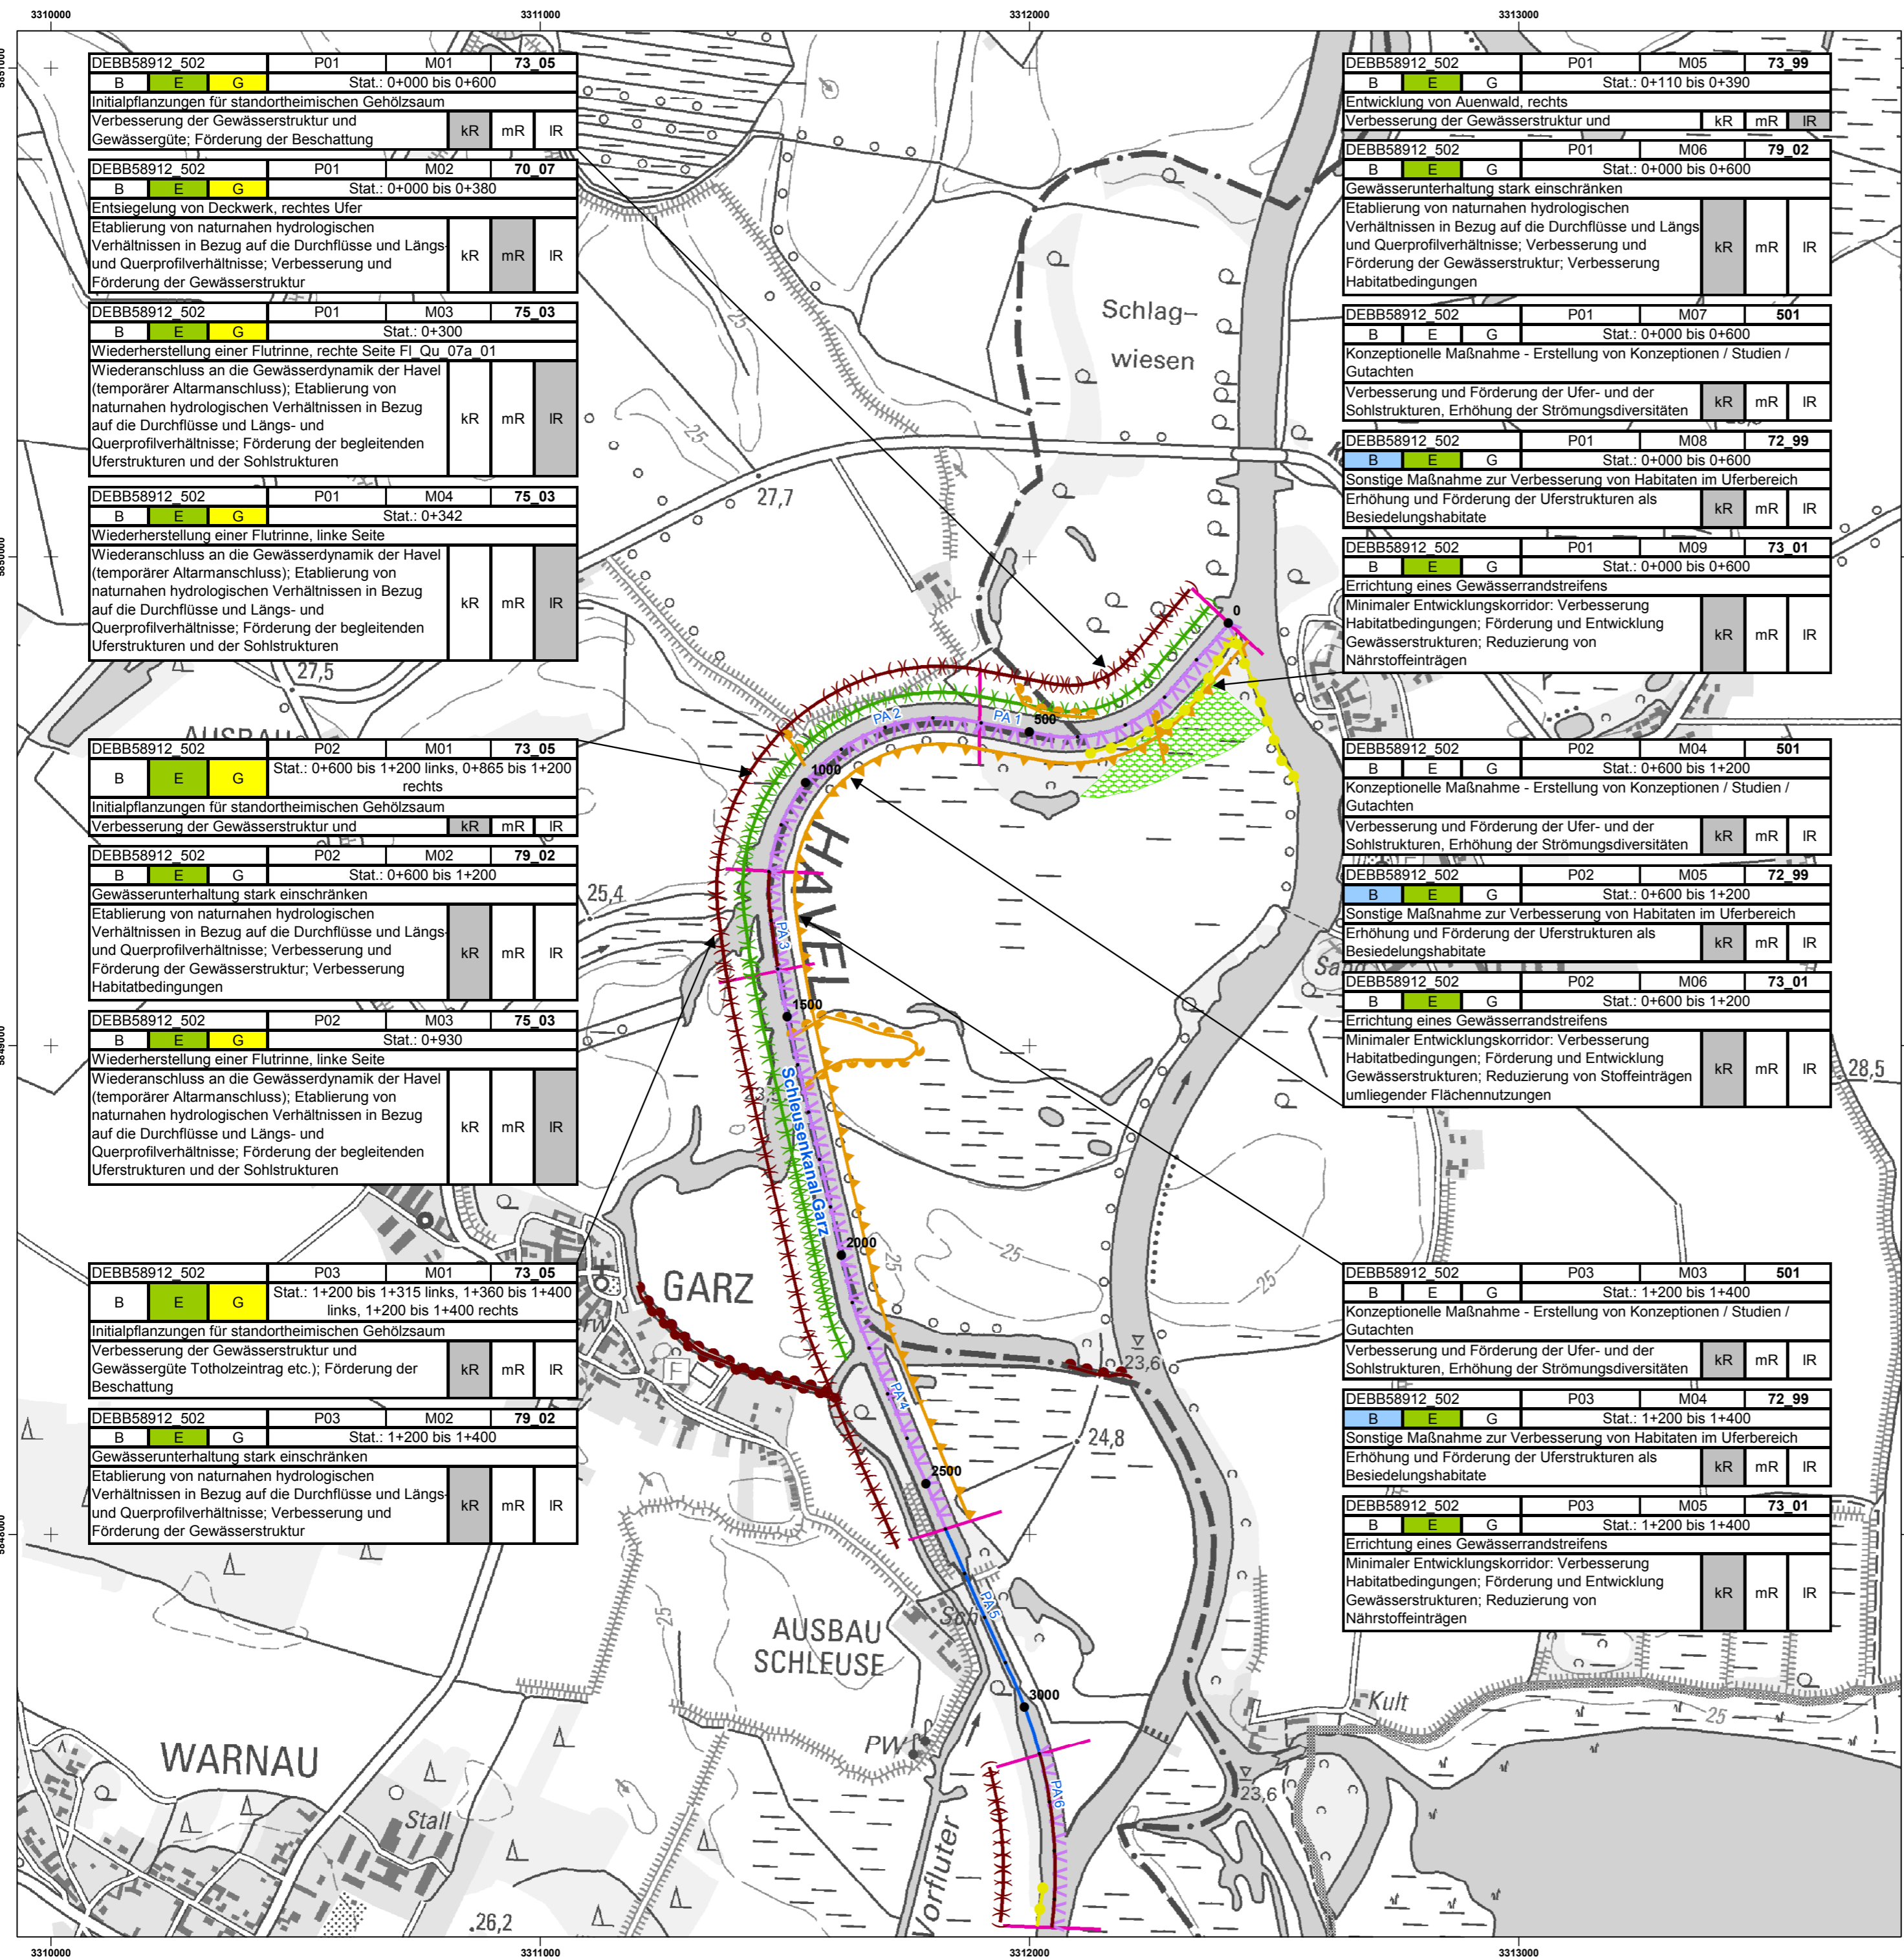 3310000
3311000
3312000
3313000
5851000
5850000
5849000
5848000
DEBB58912_502 P01 M01 73_05
B E G Stat.: 0+000 bis 0+600
Initialpflanzungen für standortheimischen Gehölzsaum
Verbesserung der Gewässerstruktur und
Gewässergüte; Förderung der Beschattung
kR mR lR
DEBB58912_502 P01 M02 70_07
B E G Stat.: 0+000 bis 0+380
Entsiegelung von Deckwerk, rechtes Ufer
Etablierung von naturnahen hydrologischen
Verhältnissen in Bezug auf die Durchflüsse und Längs-
und Querprofilverhältnisse; Verbesserung und
Förderung der Gewässerstruktur
kR mR lR
DEBB58912_502 P01 M03 75_03
B E G Stat.: 0+300
Wiederherstellung einer Flutrinne, rechte Seite Fl_Qu_07a_01
Wiederanschluss an die Gewässerdynamik der Havel
(temporärer Altarmanschluss); Etablierung von
naturnahen hydrologischen Verhältnissen in Bezug
auf die Durchflüsse und Längs- und
Querprofilverhältnisse; Förderung der begleitenden
Uferstrukturen und der Sohlstrukturen
kR mR lR
DEBB58912_502 P01 M04 75_03
B E G Stat.: 0+342
Wiederherstellung einer Flutrinne, linke Seite
Wiederanschluss an die Gewässerdynamik der Havel
(temporärer Altarmanschluss); Etablierung von
naturnahen hydrologischen Verhältnissen in Bezug
auf die Durchflüsse und Längs- und
Querprofilverhältnisse; Förderung der begleitenden
Uferstrukturen und der Sohlstrukturen
kR mR lR
DEBB58912_502 P02 M01 73_05
B E G Stat.: 0+600 bis 1+200 links, 0+865 bis 1+200
rechts
Initialpflanzungen für standortheimischen Gehölzsaum
Verbesserung der Gewässerstruktur und
kR mR lR
DEBB58912_502 P02 M02 79_02
B E G Stat.: 0+600 bis 1+200
Gewässerunterhaltung stark einschränken
Etablierung von naturnahen hydrologischen
Verhältnissen in Bezug auf die Durchflüsse und Längs-
und Querprofilverhältnisse; Verbesserung und
Förderung der Gewässerstruktur; Verbesserung
Habitatbedingungen
kR mR lR
DEBB58912_502 P02 M03 75_03
B E G Stat.: 0+930
Wiederherstellung einer Flutrinne, linke Seite
Wiederanschluss an die Gewässerdynamik der Havel
(temporärer Altarmanschluss); Etablierung von
naturnahen hydrologischen Verhältnissen in Bezug
auf die Durchflüsse und Längs- und
Querprofilverhältnisse; Förderung der begleitenden
Uferstrukturen und der Sohlstrukturen
kR mR lR
DEBB58912_502 P03 M01 73_05
B E G Stat.: 1+200 bis 1+315 links, 1+360 bis 1+400
links, 1+200 bis 1+400 rechts
Initialpflanzungen für standortheimischen Gehölzsaum
Verbesserung der Gewässerstruktur und
Gewässergüte Totholzeintrag etc.); Förderung der
Beschattung
kR mR lR
DEBB58912_502 P03 M02 79_02
B E G Stat.: 1+200 bis 1+400
Gewässerunterhaltung stark einschränken
Etablierung von naturnahen hydrologischen
Verhältnissen in Bezug auf die Durchflüsse und Längs-
und Querprofilverhältnisse; Verbesserung und
Förderung der Gewässerstruktur
kR mR lR
DEBB58912_502 P01 M05 73_99
B E G Stat.: 0+110 bis 0+390
Entwicklung von Auenwald, rechts
Verbesserung der Gewässerstruktur und
kR mR lR
DEBB58912_502 P01 M06 79_02
B E G Stat.: 0+000 bis 0+600
Gewässerunterhaltung stark einschränken
Etablierung von naturnahen hydrologischen
Verhältnissen in Bezug auf die Durchflüsse und Längs
und Querprofilverhältnisse; Verbesserung und
Förderung der Gewässerstruktur; Verbesserung
Habitatbedingungen
kR mR lR
DEBB58912_502 P01 M07 501
B E G Stat.: 0+000 bis 0+600
Konzeptionelle Maßnahme - Erstellung von Konzeptionen / Studien /
Gutachten
Verbesserung und Förderung der Ufer- und der
Sohlstrukturen, Erhöhung der Strömungsdiversitäten
kR mR lR
DEBB58912_502 P01 M08 72_99
B E G Stat.: 0+000 bis 0+600
Sonstige Maßnahme zur Verbesserung von Habitaten im Uferbereich
Erhöhung und Förderung der Uferstrukturen als
Besiedelungshabitate
kR mR lR
DEBB58912_502 P01 M09 73_01
B E G Stat.: 0+000 bis 0+600
Errichtung eines Gewässerrandstreifens
Minimaler Entwicklungskorridor: Verbesserung
Habitatbedingungen; Förderung und Entwicklung
Gewässerstrukturen; Reduzierung von
Nährstoffeinträgen
kR mR lR
DEBB58912_502 P02 M04 501
B E G Stat.: 0+600 bis 1+200
Konzeptionelle Maßnahme - Erstellung von Konzeptionen / Studien /
Gutachten
Verbesserung und Förderung der Ufer- und der
Sohlstrukturen, Erhöhung der Strömungsdiversitäten
kR mR lR
DEBB58912_502 P02 M05 72_99
B E G Stat.: 0+600 bis 1+200
Sonstige Maßnahme zur Verbesserung von Habitaten im Uferbereich
Erhöhung und Förderung der Uferstrukturen als
Besiedelungshabitate
kR mR lR
DEBB58912_502 P02 M06 73_01
B E G Stat.: 0+600 bis 1+200
Errichtung eines Gewässerrandstreifens
Minimaler Entwicklungskorridor: Verbesserung
Habitatbedingungen; Förderung und Entwicklung
Gewässerstrukturen; Reduzierung von Stoffeinträgen
umliegender Flächennutzungen
kR mR lR
DEBB58912_502 P03 M03 501
B E G Stat.: 1+200 bis 1+400
Konzeptionelle Maßnahme - Erstellung von Konzeptionen / Studien /
Gutachten
Verbesserung und Förderung der Ufer- und der
Sohlstrukturen, Erhöhung der Strömungsdiversitäten
kR mR lR
DEBB58912_502 P03 M04 72_99
B E G Stat.: 1+200 bis 1+400
Sonstige Maßnahme zur Verbesserung von Habitaten im Uferbereich
Erhöhung und Förderung der Uferstrukturen als
Besiedelungshabitate
kR mR lR
DEBB58912_502 P03 M05 73_01
B E G Stat.: 1+200 bis 1+400
Errichtung eines Gewässerrandstreifens
Minimaler Entwicklungskorridor: Verbesserung
Habitatbedingungen; Förderung und Entwicklung
Gewässerstrukturen; Reduzierung von
Nährstoffeinträgen
kR mR lR
Schlag-
wiesen
25
25
27,7
27,5
0
PA 2
PA 1
500
AUSBAU
1000
HAVEL
25,4
PA 3
1500
28,5
Schleusenkanal Garz
2000
25
25
25
GARZ
F
23,6
PA 4
24,8
2500
25
PA 5
Sch
AUSBAU
SCHLEUSE
3000
Kult
25
PW
WARNAU
Stall
PA 6
23,6
Vorfluter
26,2
3310000
3311000
3312000
3313000